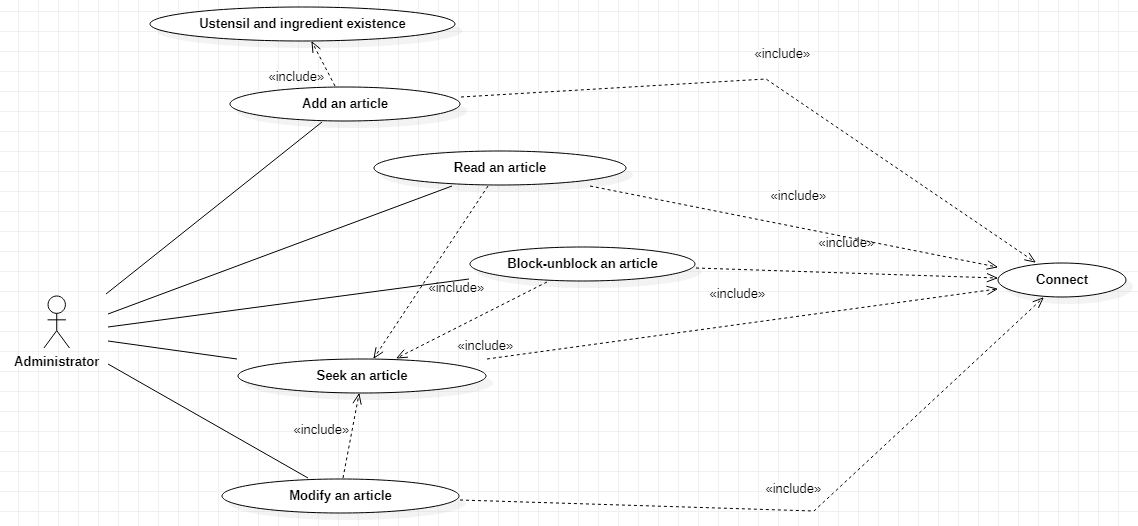 Ustensil and ingredient existence
«include»
«include»
Add an article
Read an article
«include»
«include»
Block-unblock an article
Connect
«include»
«include»
Administrator
«include»
Seek an article
«include»
«include»
Modify an article